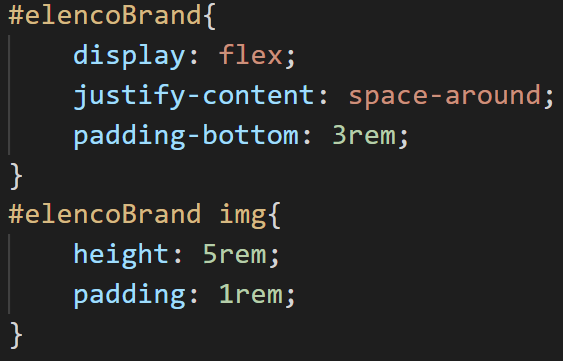 #elencoBrand{
    display: flex;
    justify-content: space-around;
    padding-bottom: 3rem;
}
#elencoBrand img{
    height: 5rem;
    padding: 1rem;
}